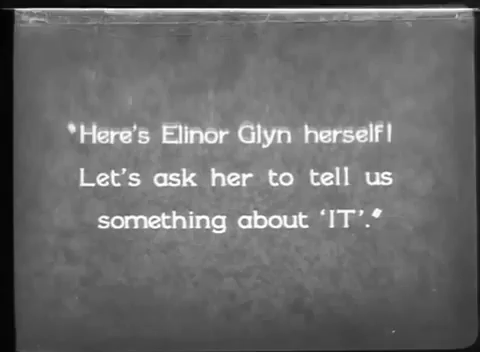 "Here's Elinor Glyn herself!
Let's ask her to tell us
something about 'IT'."